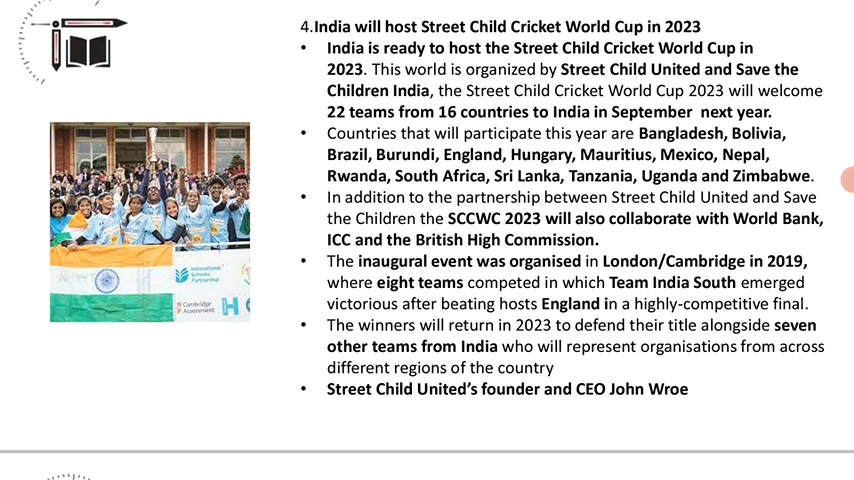 4.India will host Street Child Cricket World Cup in 2023
• India is ready to host the Street Child Cricket World Cup in
2023. This world is organized by Street Child United and Save the
Children India, the Street Child Cricket World Cup 2023 will welcome
22 teams from 16 countries to India in September next year.
• Countries that will participate this year are Bangladesh, Bolivia,
Brazil, Burundi, England, Hungary, Mauritius, Mexico, Nepal,
Rwanda, South Africa, Sri Lanka, Tanzania, Uganda and Zimbabwe.
• In addition to the partnership between Street Child United and Save
the Children the SCCWC 2023 will also collaborate with World Bank,
ICC and the British High Commission.
• The inaugural event was organised in London/Cambridge in 2019,
where eight teams competed in which Team India South emerged
victorious after beating hosts England in a highly-competitive final.
• The winners will return in 2023 to defend their title alongside seven
other teams from India who will represent organisations from across
different regions of the country
• Street Child United's founder and CEO John Wroe
International
Schools
Partnership
Cambridge
Assessment
H